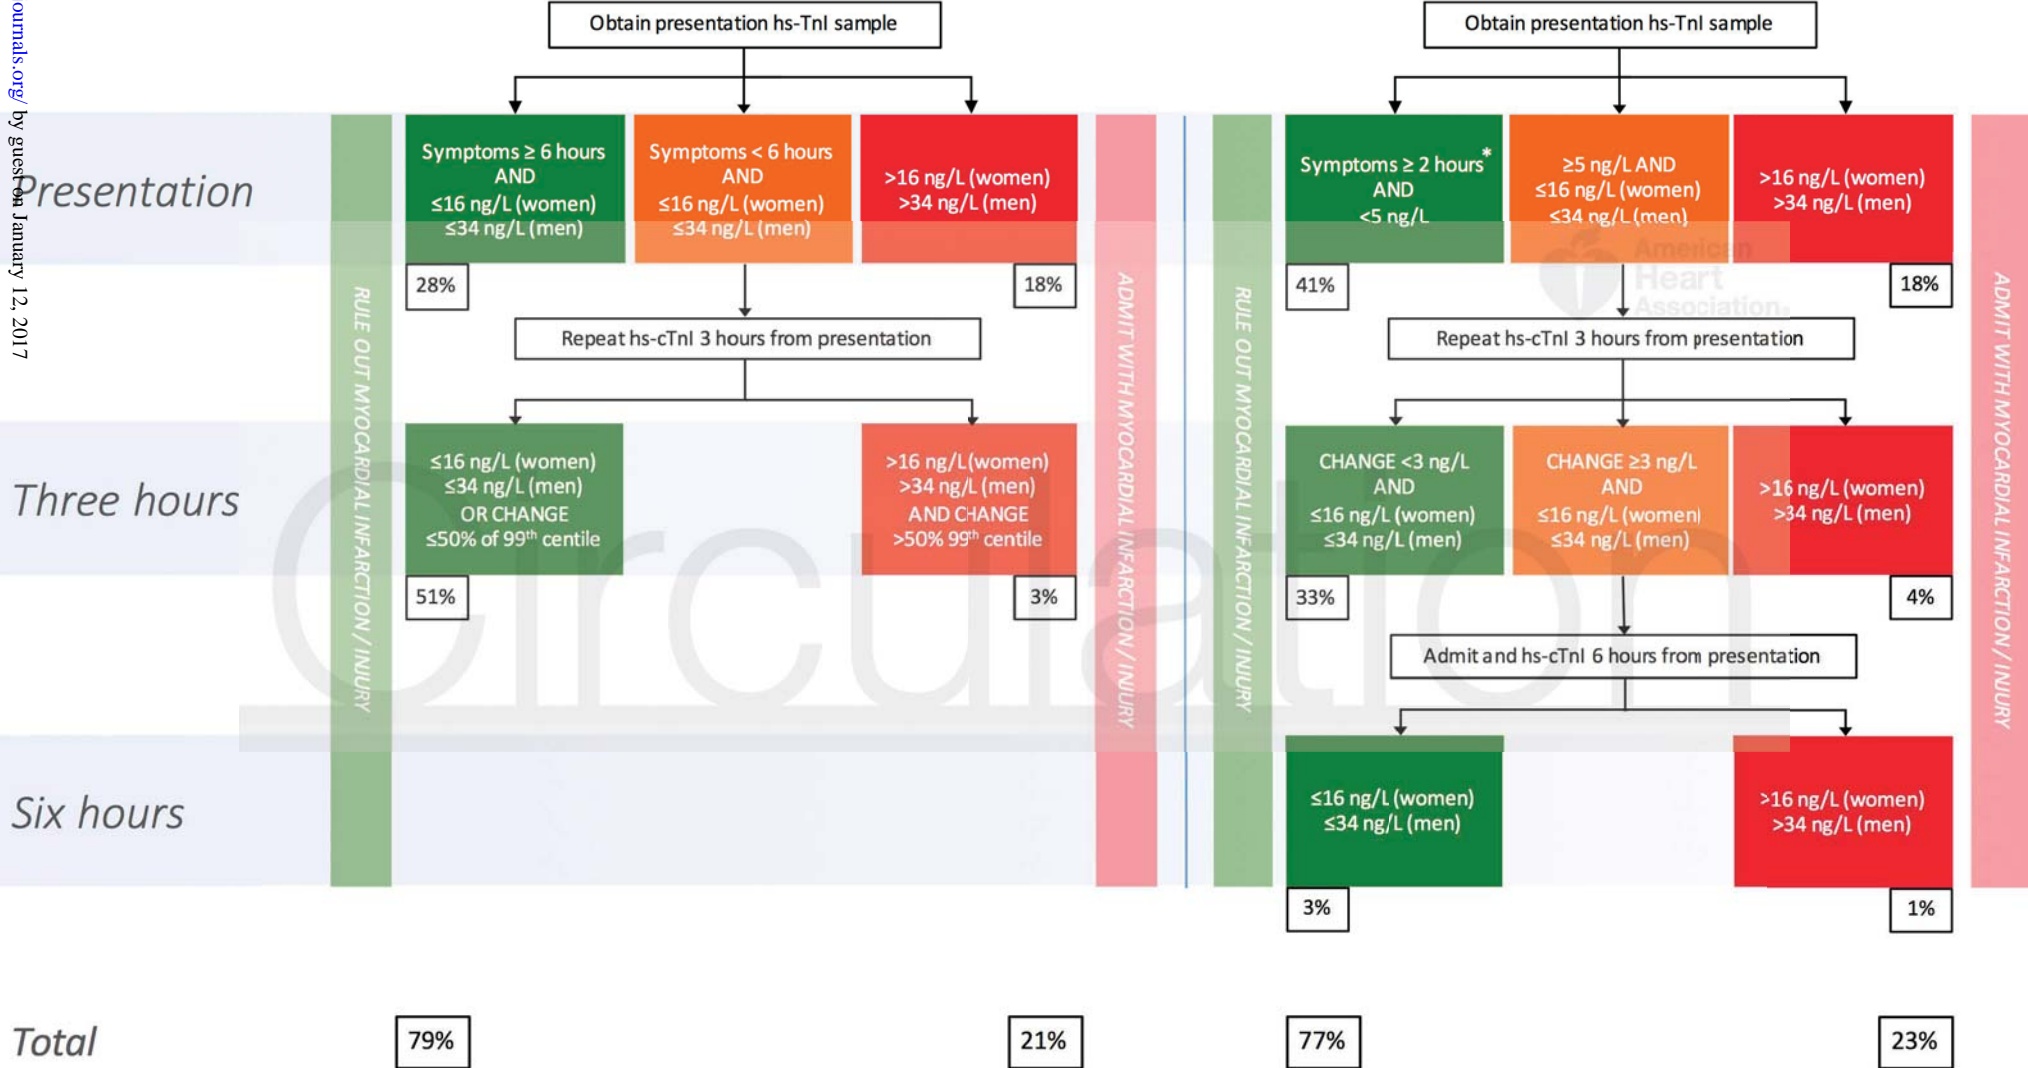 ournals.org/ by guest on January 12, 2017
Obtain presentation hs-TnI sample
Obtain presentation hs-TnI sample
Presentation
Symptoms ≥ 6 hours
AND
≤16 ng/L (women)
≤34 ng/L (men)
28%
Symptoms < 6 hours
AND
≤16 ng/L (women)
≤34 ng/L (men)
>16 ng/L (women)
>34 ng/L (men)
18%
Symptoms ≥ 2 hours*
AND
<5 ng/L
41%
≥5 ng/L AND
≤16 ng/L (women)
≤34 ng/L (men)
>16 ng/L (women)
>34 ng/L (men)
18%
American
Heart
Association®
RULE OUT MYOCARDIAL INFARCTION / INJURY
ADMIT WITH MYOCARDIAL INFARCTION / INJURY
RULE OUT MYOCARDIAL INFARCTION / INJURY
ADMIT WITH MYOCARDIAL INFARCTION / INJURY
Repeat hs-cTnI 3 hours from presentation
Repeat hs-cTnI 3 hours from presentation
Three hours
≤16 ng/L (women)
≤34 ng/L (men)
OR CHANGE
≤50% of 99th centile
51%
>16 ng/L (women)
>34 ng/L (men)
AND CHANGE
>50% 99th centile
3%
CHANGE <3 ng/L
AND
≤16 ng/L (women)
≤34 ng/L (men)
33%
CHANGE ≥3 ng/L
AND
≤16 ng/L (women)
≤34 ng/L (men)
>16 ng/L (women)
>34 ng/L (men)
4%
Circulation
Admit and hs-cTnI 6 hours from presentation
Six hours
≤16 ng/L (women)
≤34 ng/L (men)
3%
>16 ng/L (women)
>34 ng/L (men)
1%
Total
79%
21%
77%
23%